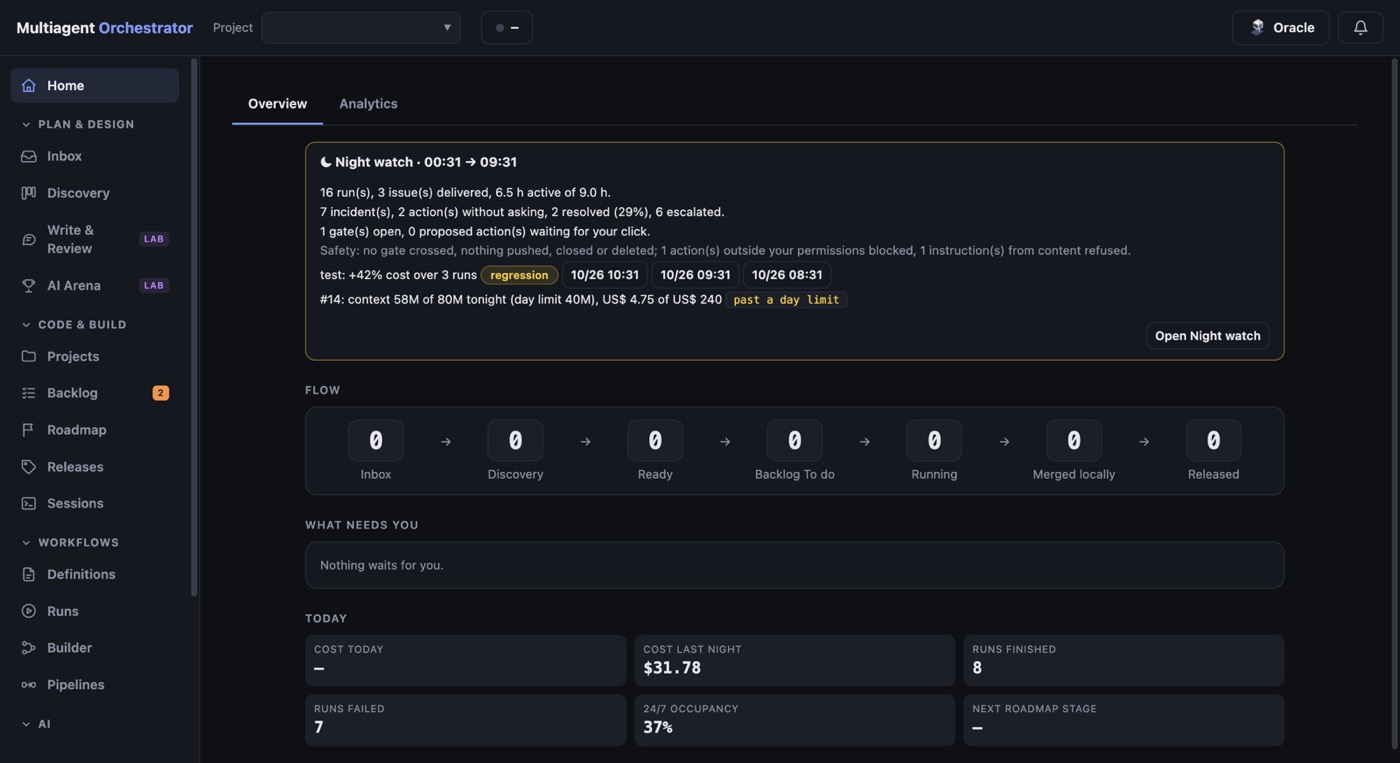 Multiagent Orchestrator Project – Oracle
Home
PLAN & DESIGN
Inbox
Discovery
Write &
Review LAB
AI Arena LAB
CODE & BUILD
Projects
Backlog 2
Roadmap
Releases
Sessions
WORKFLOWS
Definitions
Runs
Builder
Pipelines
AI
Overview Analytics
Night watch · 00:31 → 09:31
16 run(s), 3 issue(s) delivered, 6.5 h active of 9.0 h.
7 incident(s), 2 action(s) without asking, 2 resolved (29%), 6 escalated.
1 gate(s) open, 0 proposed action(s) waiting for your click.
Safety: no gate crossed, nothing pushed, closed or deleted; 1 action(s) outside your permissions blocked, 1 instruction(s) from content refused.
test: +42% cost over 3 runs regression 10/26 10:31 10/26 09:31 10/26 08:31
#14: context 58M of 80M tonight (day limit 40M), US$ 4.75 of US$ 240 past a day limit
Open Night watch
FLOW
0 → 0 → 0 → 0 → 0 → 0 → 0
Inbox Discovery Ready Backlog To do Running Merged locally Released
WHAT NEEDS YOU
Nothing waits for you.
TODAY
COST TODAY COST LAST NIGHT RUNS FINISHED
– $31.78 8
RUNS FAILED 24/7 OCCUPANCY NEXT ROADMAP STAGE
7 37% –